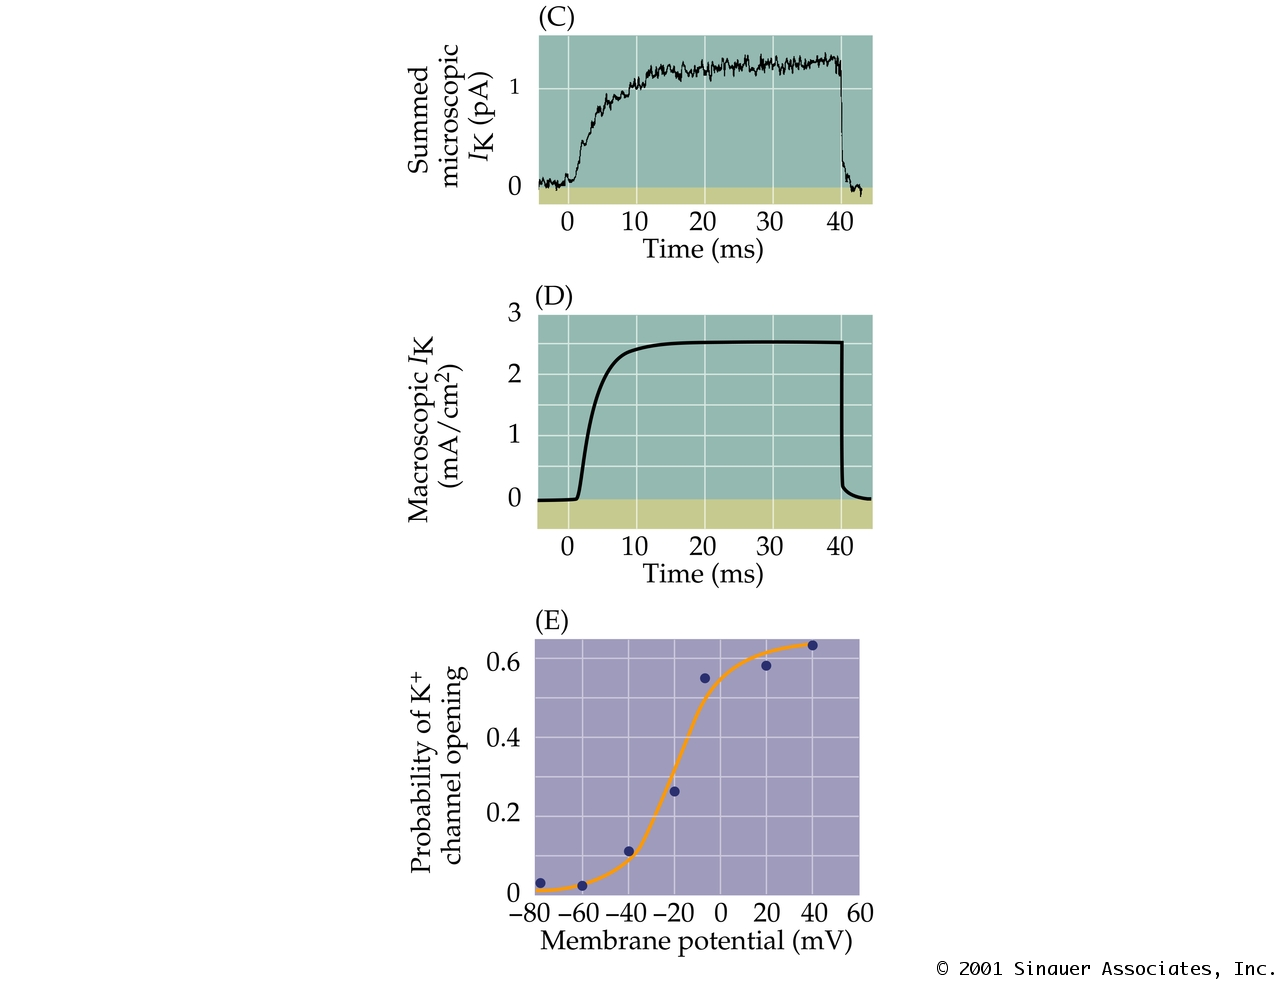 (C)
Summed
microscopic
IK (pA)
1
0
0 10 20 30 40
Time (ms)
(D)
Macroscopic IK
(mA/cm2)
3
2
1
0
0 10 20 30 40
Time (ms)
(E)
Probability of K+
channel opening
0.6
0.4
0.2
0
–80 –60 –40 –20 0 20 40 60
Membrane potential (mV)
© 2001 Sinauer Associates, Inc.